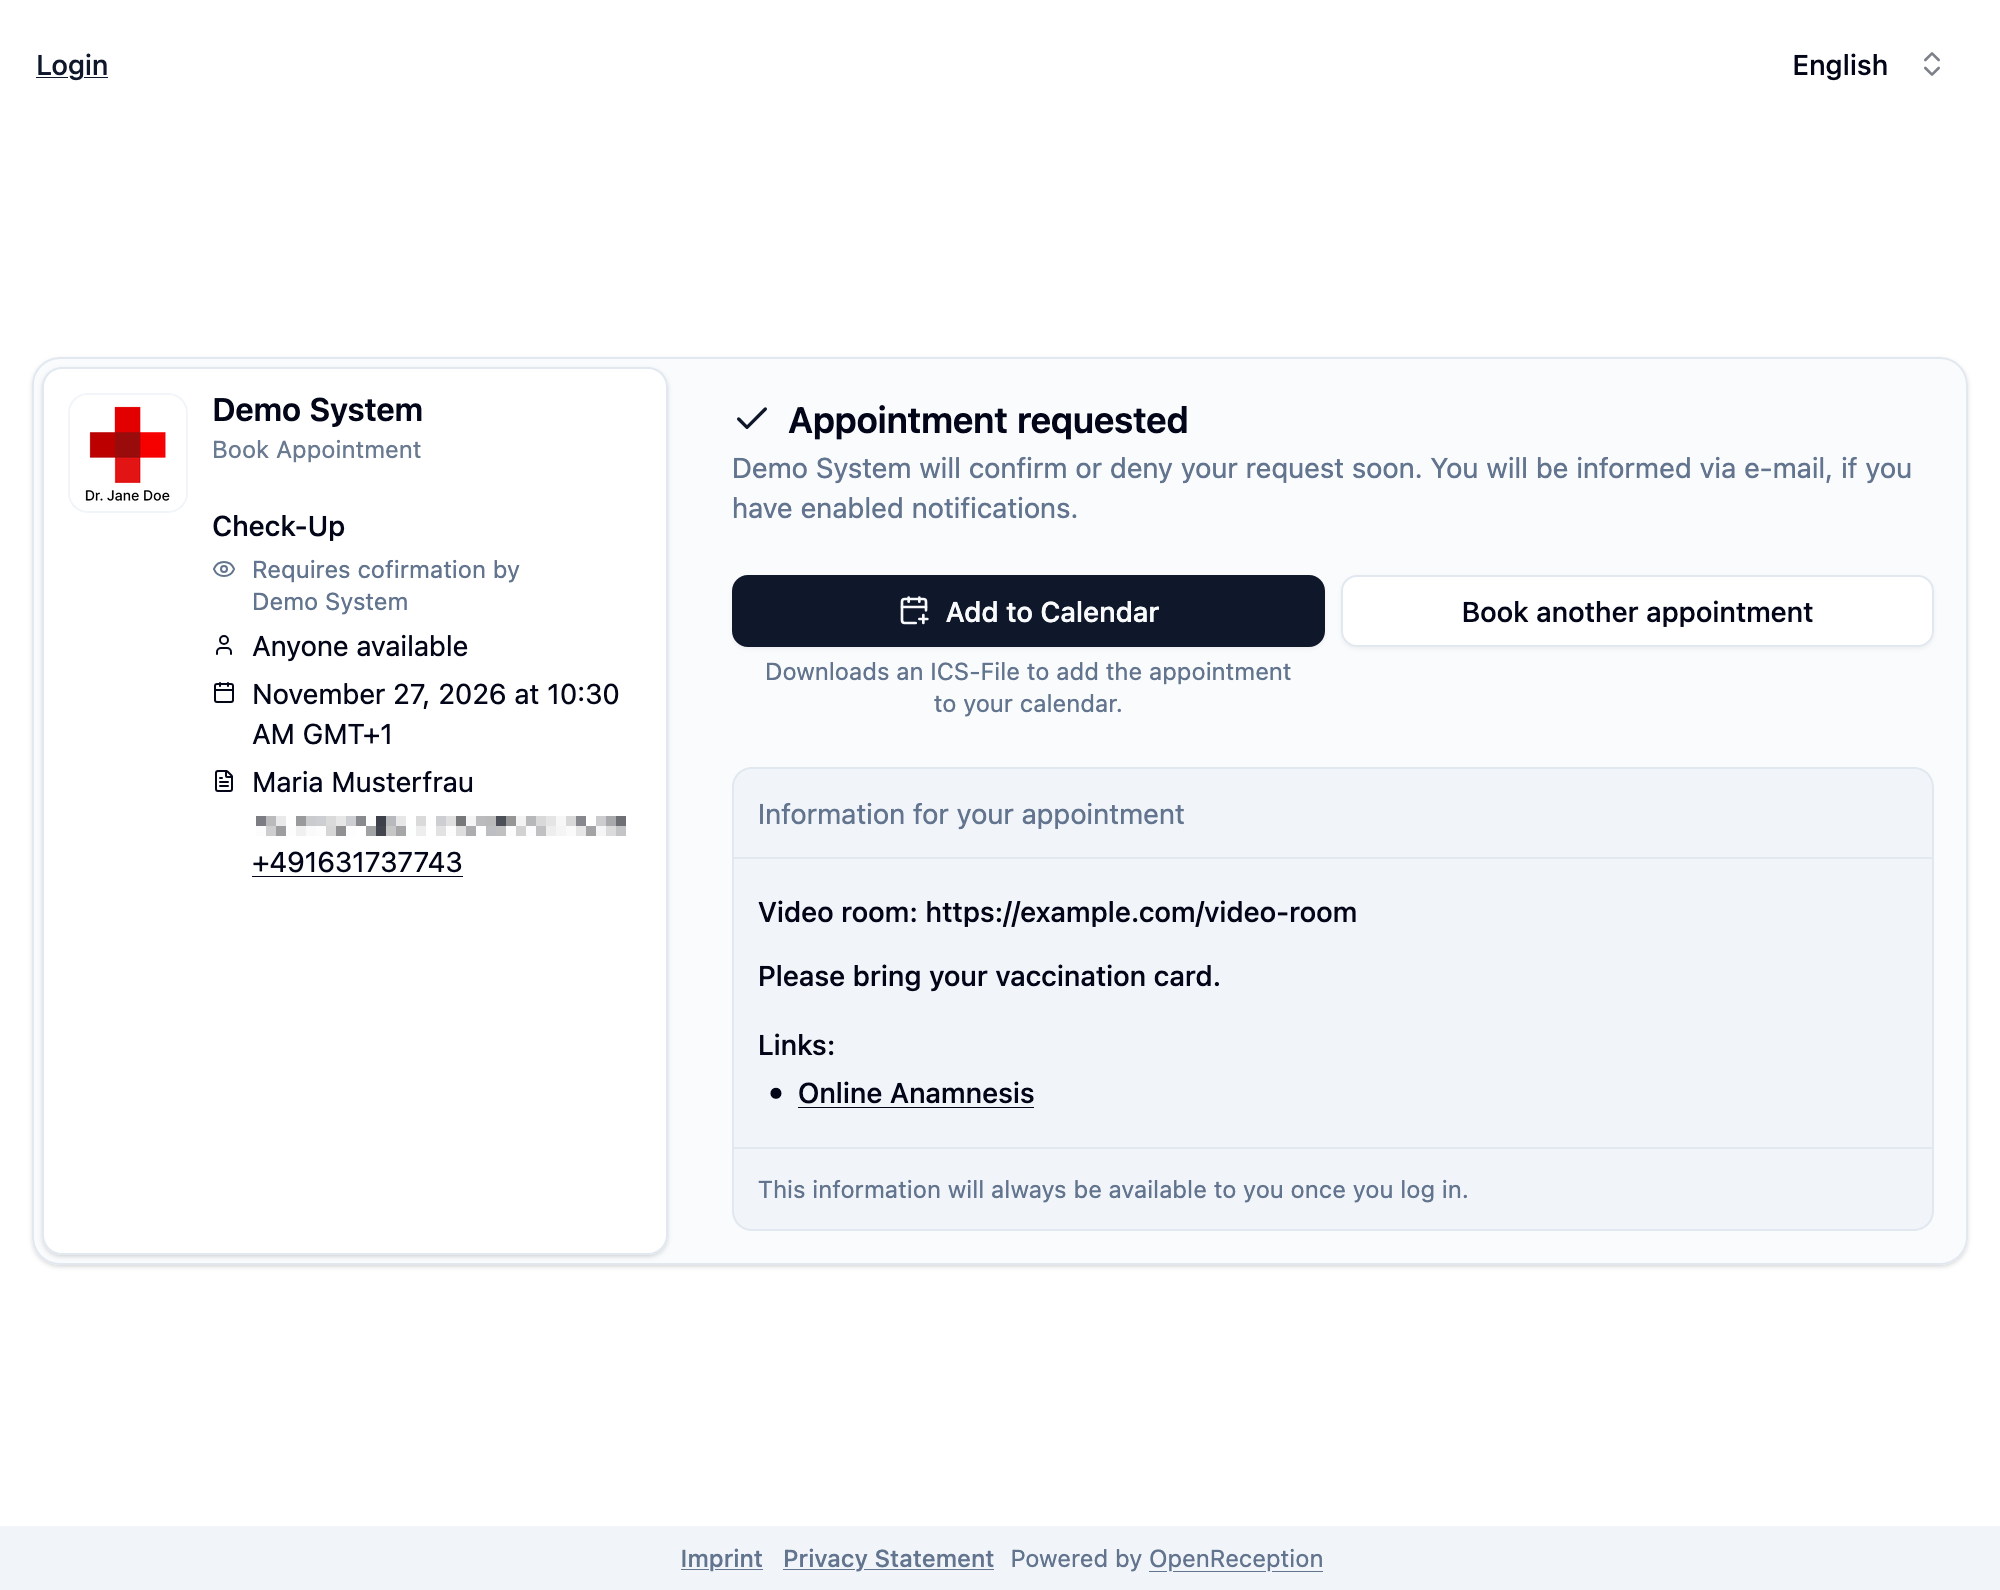 Login
English
Dr. Jane Doe
Demo System
Book Appointment
Check-Up
Requires cofirmation by
Demo System
Anyone available
November 27, 2026 at 10:30
AM GMT+1
Maria Musterfrau
+491631737743
Appointment requested
Demo System will confirm or deny your request soon. You will be informed via e-mail, if you
have enabled notifications.
Add to Calendar
Book another appointment
Downloads an ICS-File to add the appointment
to your calendar.
Information for your appointment
Video room: https://example.com/video-room
Please bring your vaccination card.
Links:
• Online Anamnesis
This information will always be available to you once you log in.
Imprint Privacy Statement Powered by OpenReception